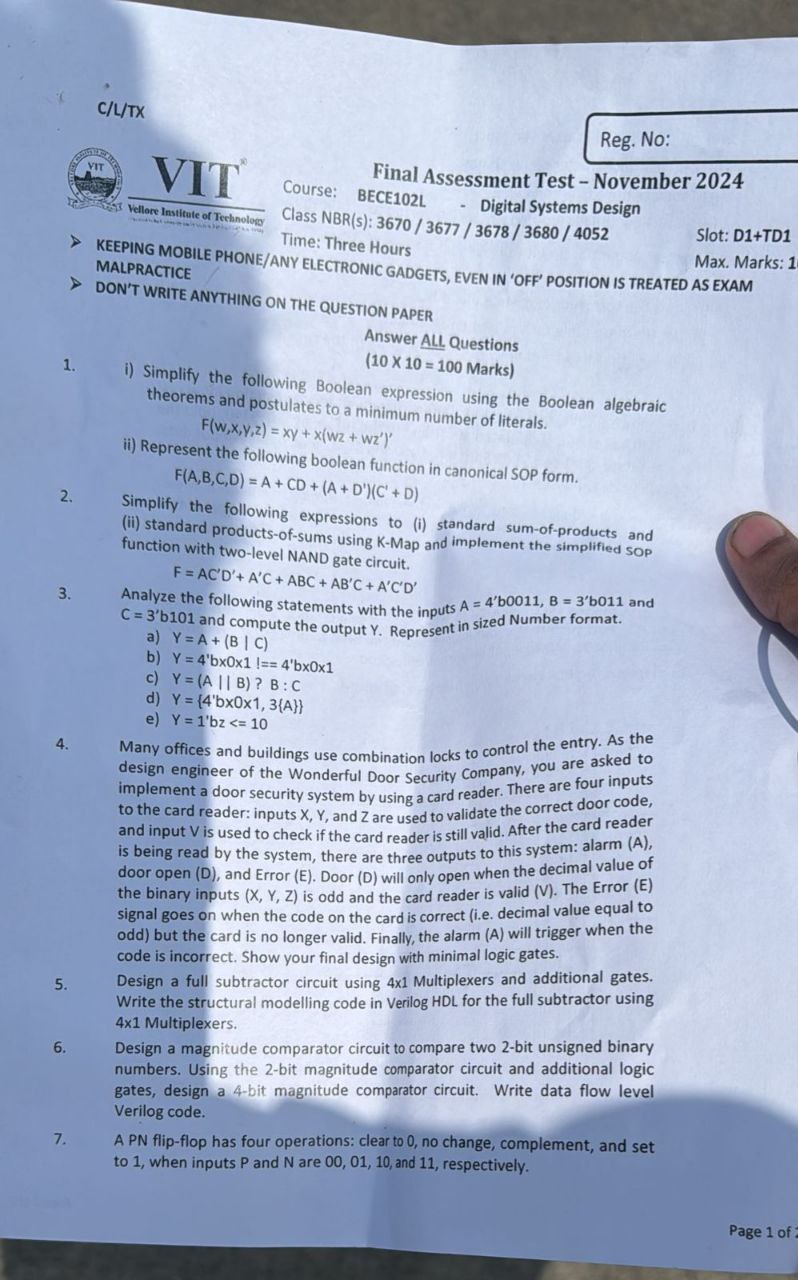 C/L/TX
Reg. No:
VIT
VIT
Vellore Institute of Technology
Final Assessment Test – November 2024
Course: BECE102L - Digital Systems Design
Class NBR(s): 3670 / 3677 / 3678 / 3680 / 4052
Slot: D1+TD1
Time: Three Hours
Max. Marks: 1
➤ KEEPING MOBILE PHONE/ANY ELECTRONIC GADGETS, EVEN IN 'OFF' POSITION IS TREATED AS EXAM
MALPRACTICE
➤ DON'T WRITE ANYTHING ON THE QUESTION PAPER
Answer ALL Questions
(10 X 10 = 100 Marks)
1. i) Simplify the following Boolean expression using the Boolean algebraic
theorems and postulates to a minimum number of literals.
F(w,x,y,z) = xy + x(wz + wz')'
ii) Represent the following boolean function in canonical SOP form.
F(A,B,C,D) = A + CD + (A + D')(C' + D)
2. Simplify the following expressions to (i) standard sum-of-products and
(ii) standard products-of-sums using K-Map and implement the simplified SOP
function with two-level NAND gate circuit.
F = AC'D'+ A'C + ABC + AB'C + A'C'D'
3. Analyze the following statements with the inputs A = 4'b0011, B = 3'b011 and
C = 3'b101 and compute the output Y. Represent in sized Number format.
a) Y = A + (B | C)
b) Y = 4'bx0x1 !== 4'bx0x1
c) Y = (A || B) ? B : C
d) Y = {4'bx0x1, 3{A}}
e) Y = 1'bz <= 10
4. Many offices and buildings use combination locks to control the entry. As the
design engineer of the Wonderful Door Security Company, you are asked to
implement a door security system by using a card reader. There are four inputs
to the card reader: inputs X, Y, and Z are used to validate the correct door code,
and input V is used to check if the card reader is still valid. After the card reader
is being read by the system, there are three outputs to this system: alarm (A),
door open (D), and Error (E). Door (D) will only open when the decimal value of
the binary inputs (X, Y, Z) is odd and the card reader is valid (V). The Error (E)
signal goes on when the code on the card is correct (i.e. decimal value equal to
odd) but the card is no longer valid. Finally, the alarm (A) will trigger when the
code is incorrect. Show your final design with minimal logic gates.
5. Design a full subtractor circuit using 4x1 Multiplexers and additional gates.
Write the structural modelling code in Verilog HDL for the full subtractor using
4x1 Multiplexers.
6. Design a magnitude comparator circuit to compare two 2-bit unsigned binary
numbers. Using the 2-bit magnitude comparator circuit and additional logic
gates, design a 4-bit magnitude comparator circuit. Write data flow level
Verilog code.
7. A PN flip-flop has four operations: clear to 0, no change, complement, and set
to 1, when inputs P and N are 00, 01, 10, and 11, respectively.
Page 1 of